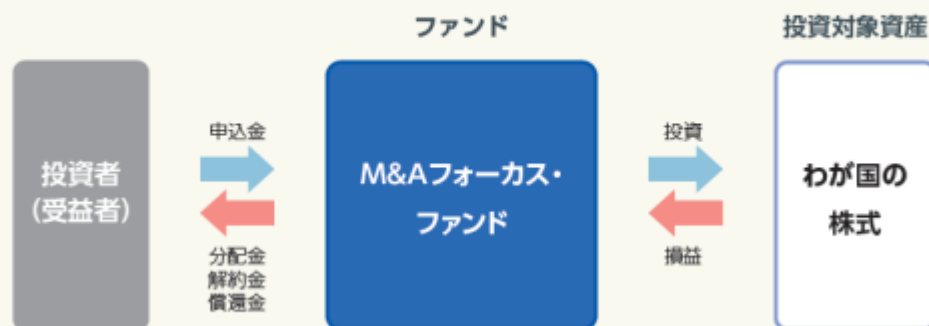 ファンド
投資対象資産
投資者
(受益者)
申込金
分配金
解約金
償還金
M&Aフォーカス・
ファンド
投資
損益
わが国の
株式